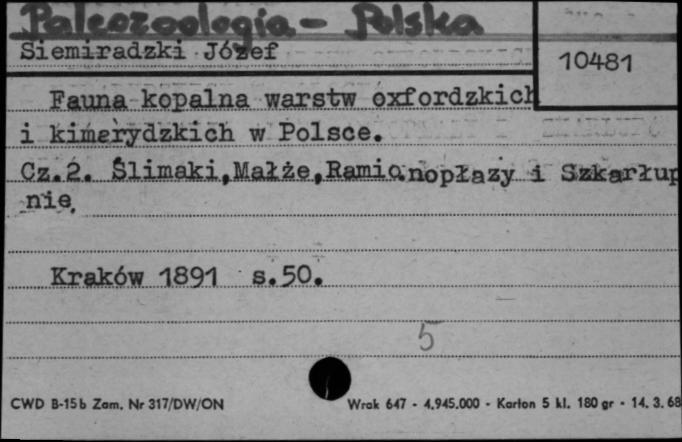 Paleozoologia - Polska
Siemiradzki Józef
10481
Fauna kopalna warstw oxfordzkich
i kimerydzkich w Polsce.
Cz.2. Ślimaki,Małże,Ramionopłazy i Szkarłup
nie.
Kraków 1891 s.50.
5
CWD B-15b Zam. Nr 317/DW/ON
Wrak 647 - 4.945.000 - Karton 5 kl. 180 gr - 14. 3. 68